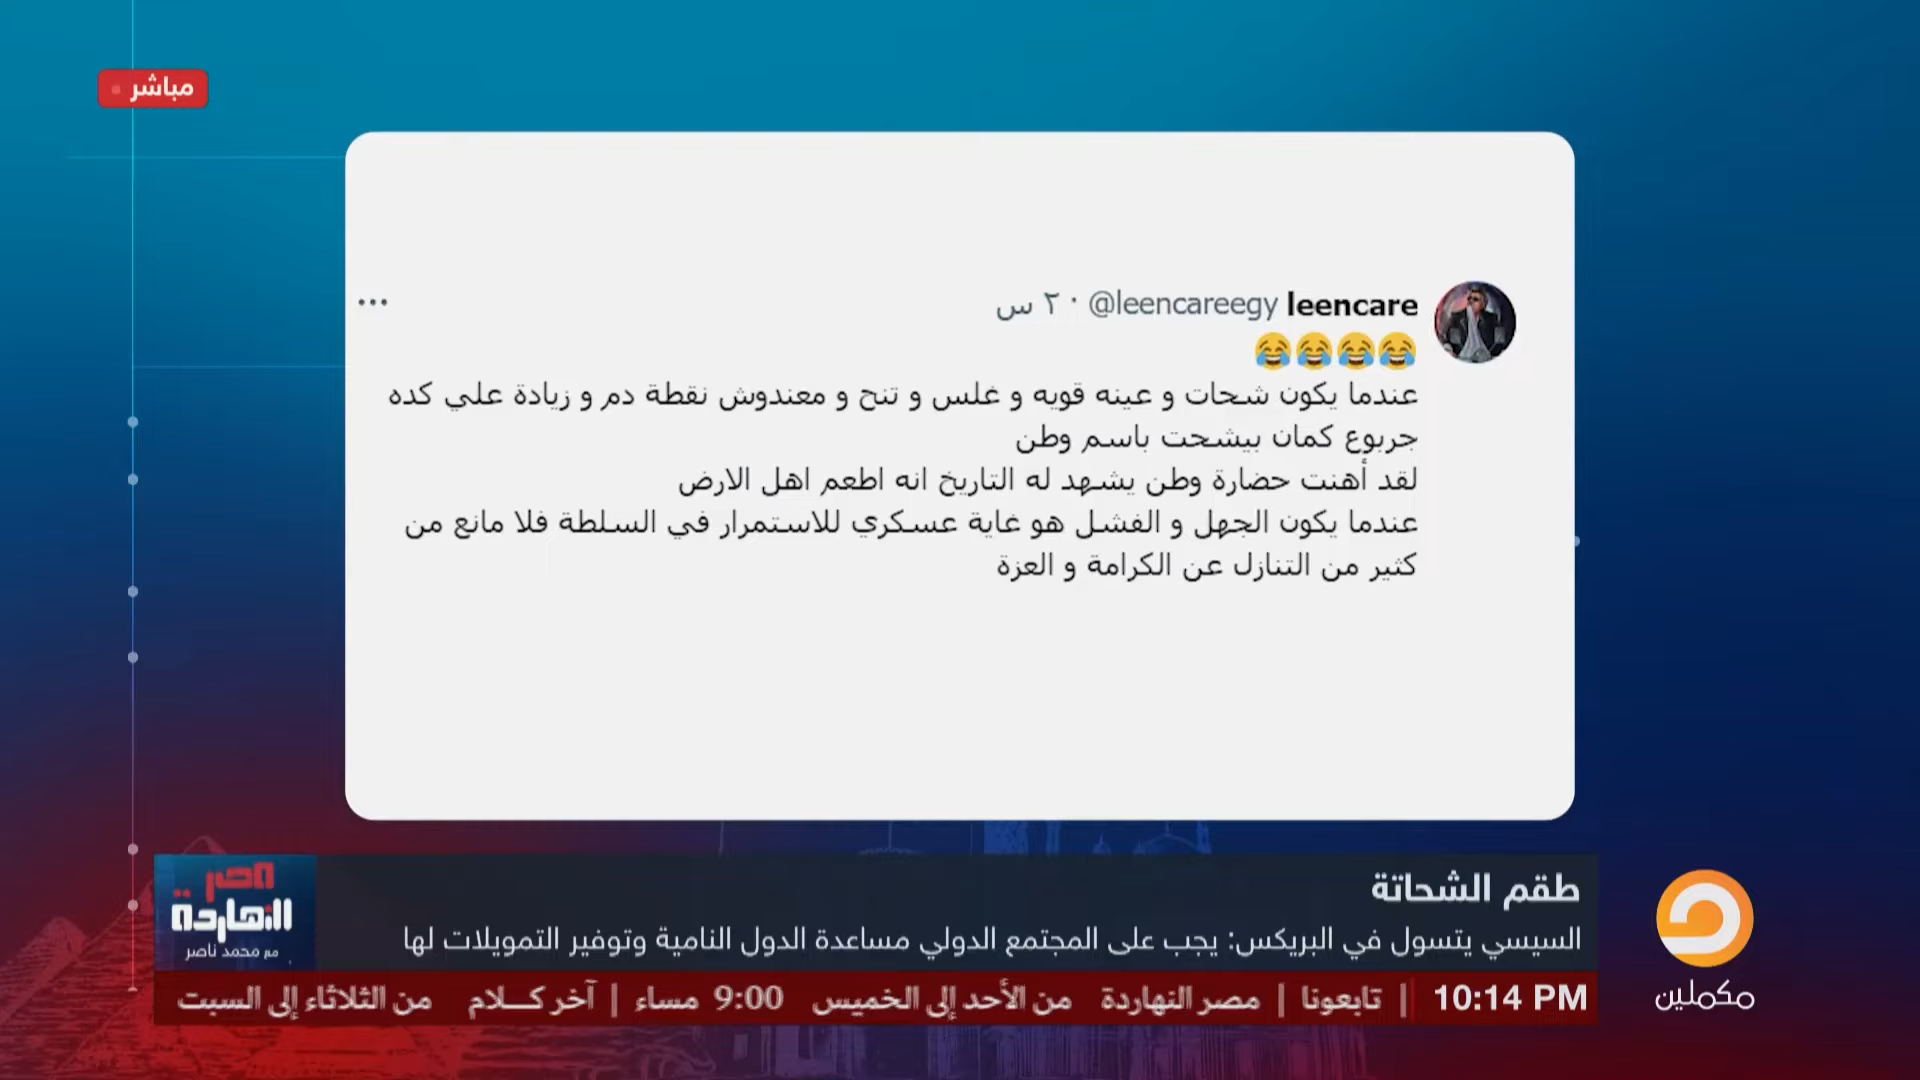 مباشر
leencare @leencareegy · ٢٠ س
😂😂😂😂
عندما يكون شحات و عينه قويه و غلس و تنح و معندوش نقطة دم و زيادة علي كده
جربوع كمان بيشحت باسم وطن
لقد أهنت حضارة وطن يشهد له التاريخ انه اطعم اهل الارض
عندما يكون الجهل و الفشل هو غاية عسكري للاستمرار في السلطة فلا مانع من
كثير من التنازل عن الكرامة و العزة
طقم الشحاتة
السيسي يتسول في البريكس: يجب على المجتمع الدولي مساعدة الدول النامية وتوفير التمويلات لها
مصر
النهاردة
مع محمد ناصر
10:14 PM | تابعونا | مصر النهاردة من الأحد إلى الخميس 9:00 مساء | آخر كلام من الثلاثاء إلى السبت
مكملين